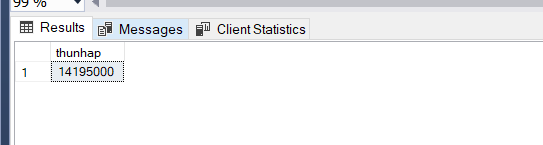 99 %
Results Messages Client Statistics
thunhap
1 14195000